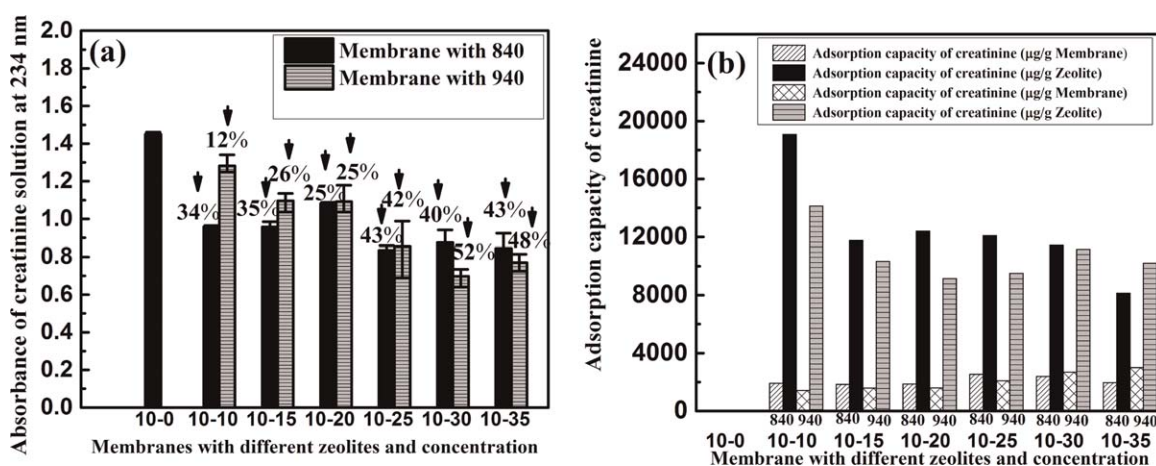 (a)
Membrane with 840
Membrane with 940
Absorbance of creatinine solution at 234 nm
2.0
1.8
1.6
1.4
1.2
1.0
0.8
0.6
0.4
0.2
0.0
34%
12%
35%
26%
25%
25%
43%
42%
40%
52%
43%
48%
10-0 10-10 10-15 10-20 10-25 10-30 10-35
Membranes with different zeolites and concentration
(b)
Adsorption capacity of creatinine (μg/g Membrane)
Adsorption capacity of creatinine (μg/g Zeolite)
Adsorption capacity of creatinine (μg/g Membrane)
Adsorption capacity of creatinine (μg/g Zeolite)
Adsorption capacity of creatinine
24000
20000
16000
12000
8000
4000
0
840 940 840 940 840 940 840 940 840 940 840 940
10-0 10-10 10-15 10-20 10-25 10-30 10-35
Membrane with different zeolites and concentration